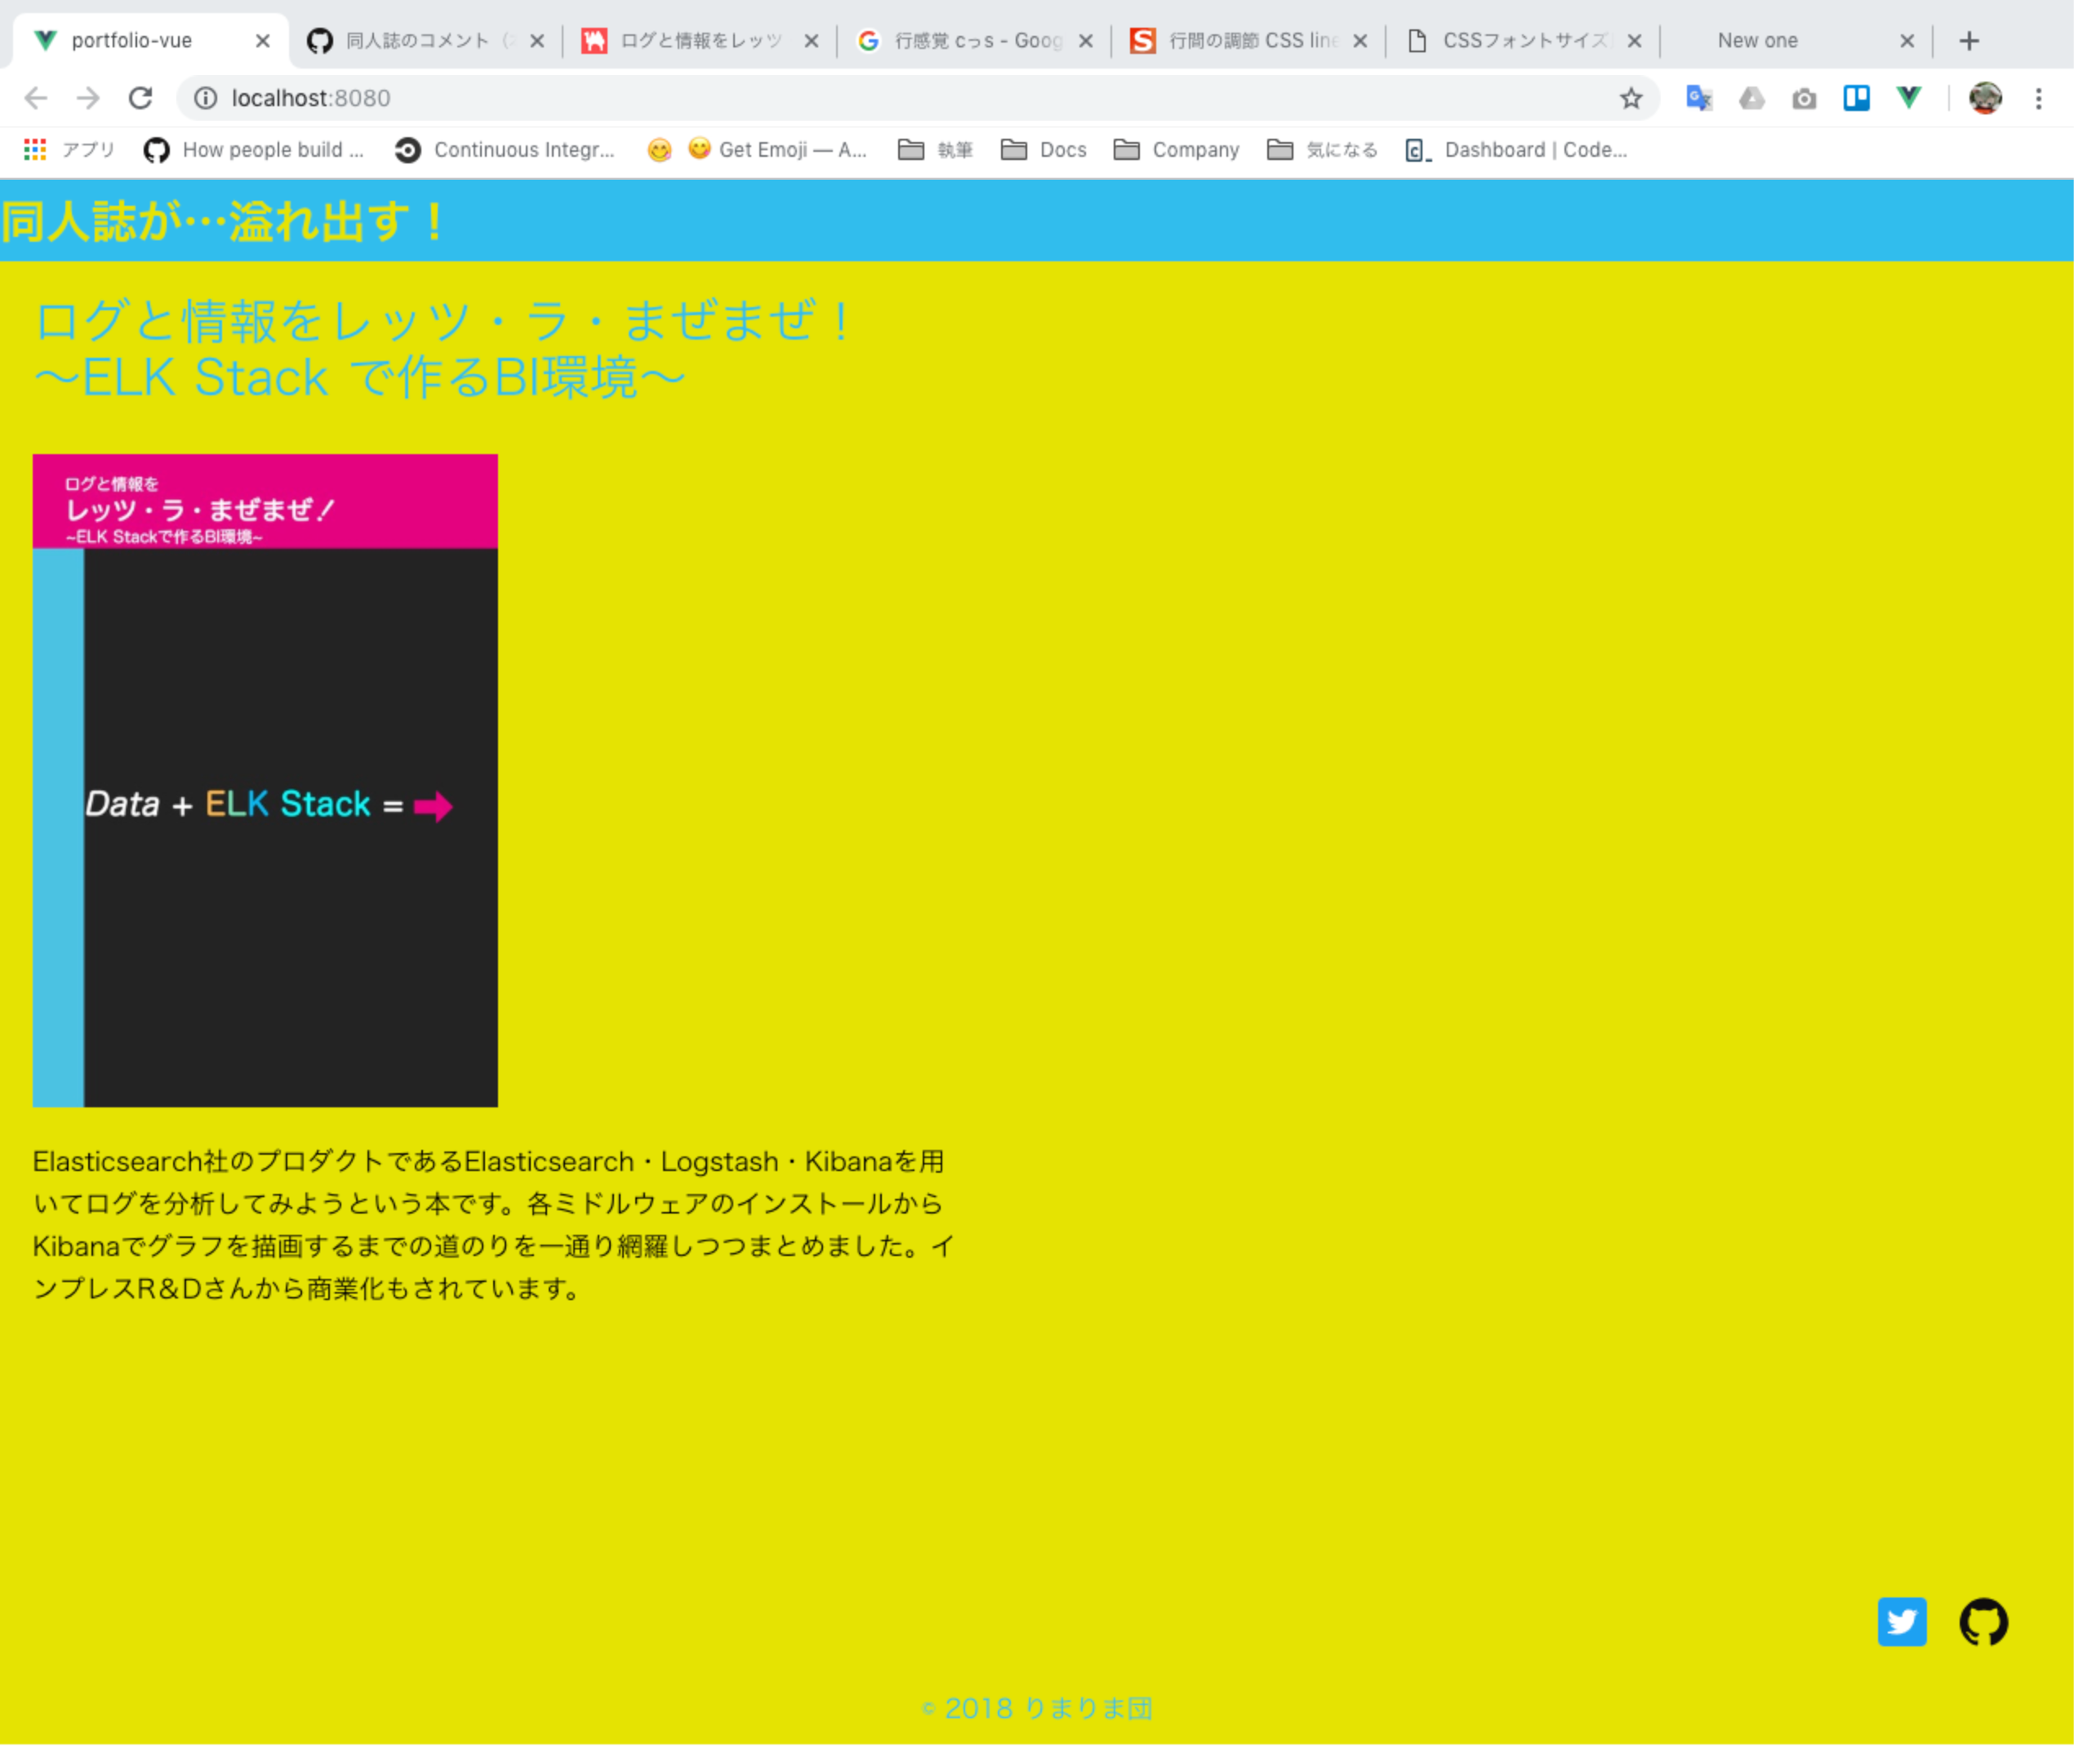 portfolio-vue
同人誌のコメント
ログと情報をレッツ
行感覚 cっs - Goog
行間の調節 CSS line
CSSフォントサイズ
New one
localhost:8080
アプリ
How people build ...
Continuous Integr...
😋
😋 Get Emoji — A...
執筆
Docs
Company
気になる
Dashboard | Code...
同人誌が…溢れ出す！
ログと情報をレッツ・ラ・まぜまぜ！
〜ELK Stack で作るBI環境〜
ログと情報を
レッツ・ラ・まぜまぜ！
~ELK Stackで作るBI環境~
Data + ELK Stack =
Elasticsearch社のプロダクトであるElasticsearch・Logstash・Kibanaを用
いてログを分析してみようという本です。各ミドルウェアのインストールから
Kibanaでグラフを描画するまでの道のりを一通り網羅しつつまとめました。イ
ンプレスR＆Dさんから商業化もされています。
© 2018 りまりま団